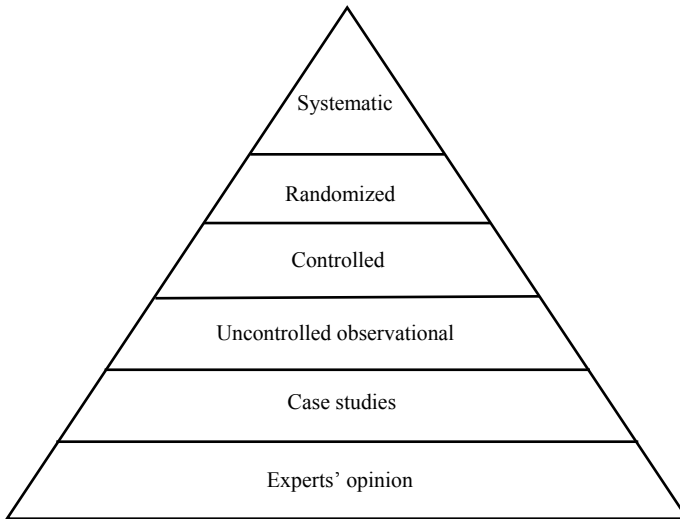 Systematic
Randomized
Controlled
Uncontrolled observational
Case studies
Experts’ opinion